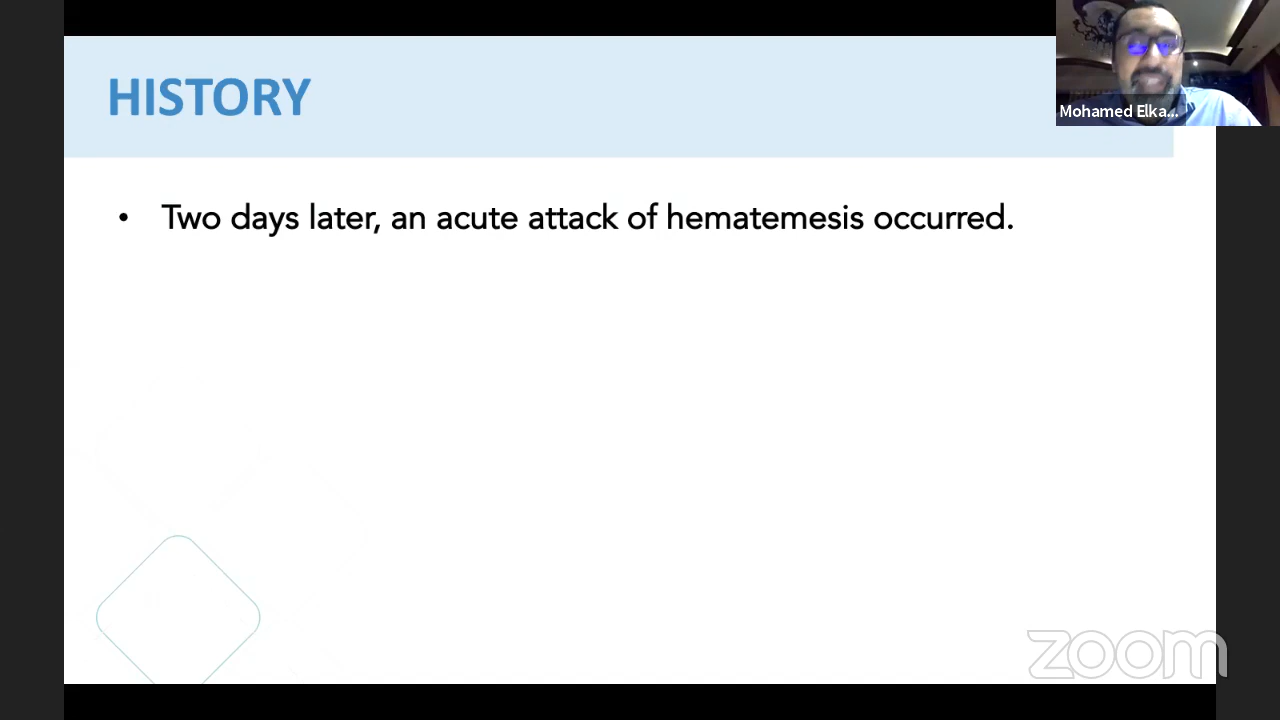 HISTORY
Mohamed Elka...
• Two days later, an acute attack of hematemesis occurred.
zoom